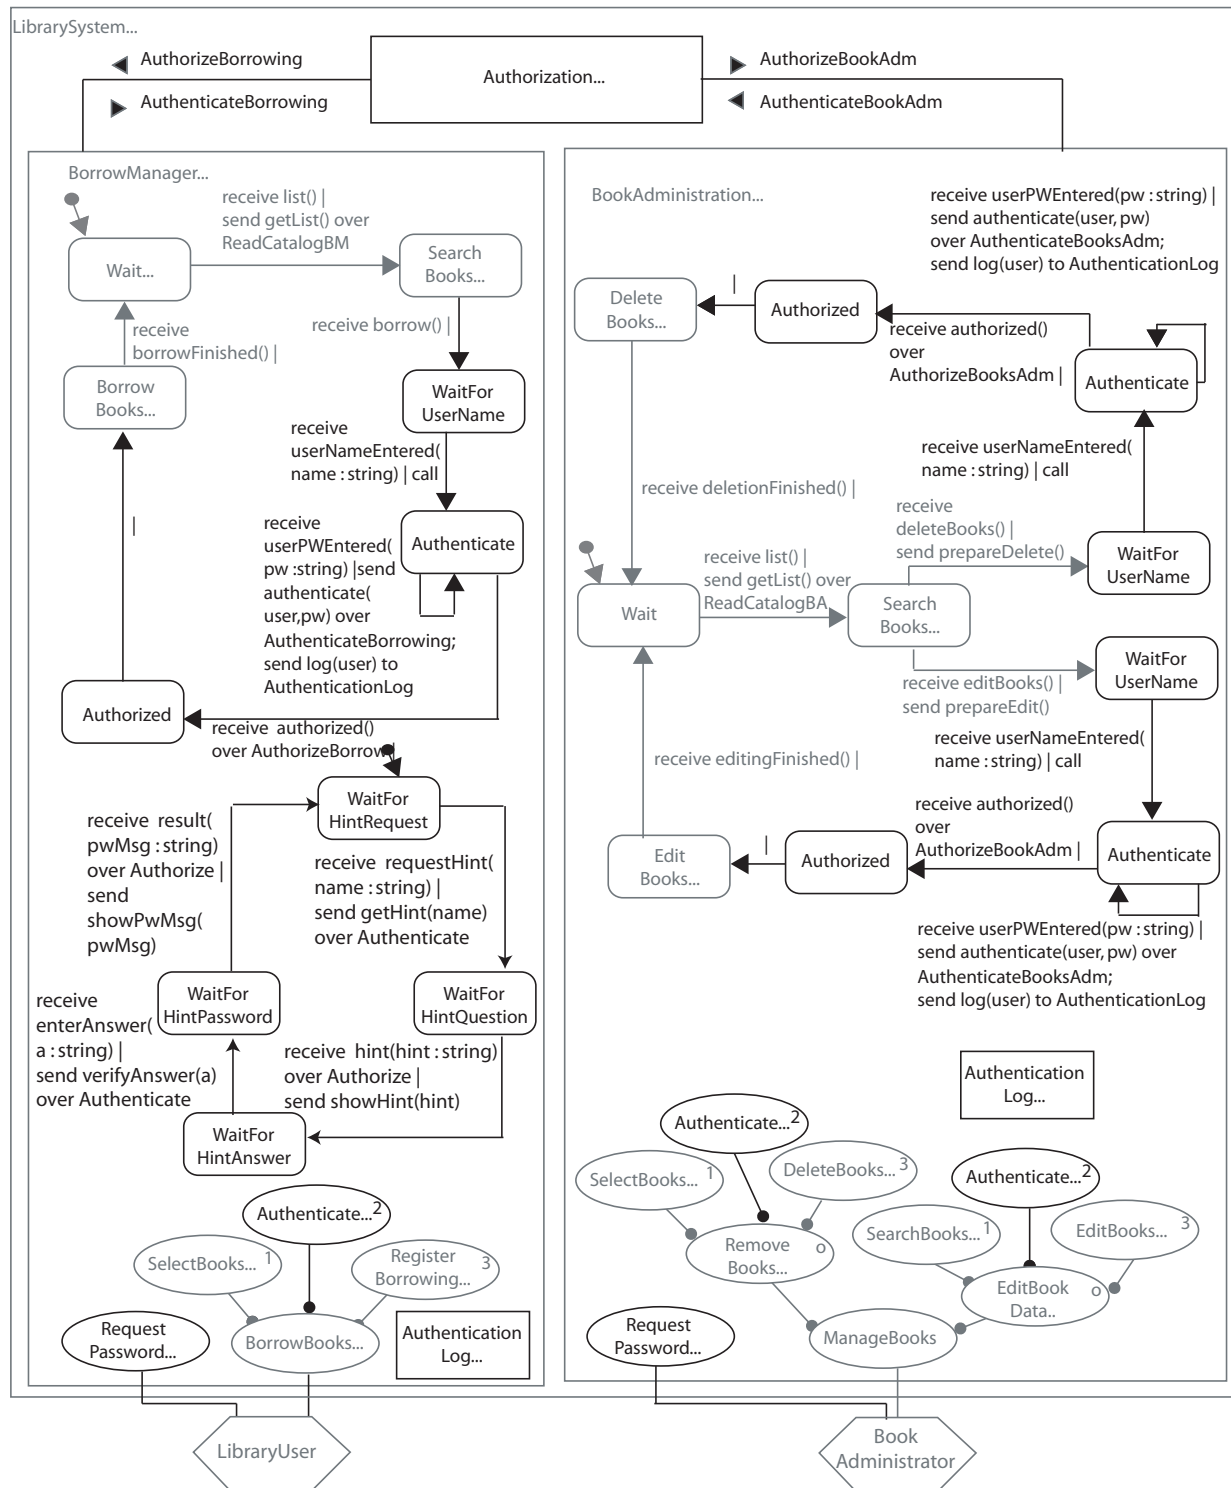 LibrarySystem...
AuthorizeBorrowing
AuthenticateBorrowing
Authorization...
AuthorizeBookAdm
AuthenticateBookAdm
BorrowManager...
receive list() |
send getList() over
ReadCatalogBM
Wait...
Search
Books...
receive
borrowFinished() |
receive borrow() |
Borrow
Books...
WaitFor
UserName
receive
userNameEntered(
name : string) | call
|
receive
userPWEntered(
pw :string) |send
authenticate(
user,pw) over
AuthenticateBorrowing;
send log(user) to
AuthenticationLog
Authenticate
Authorized
receive authorized()
over AuthorizeBorrow|
WaitFor
HintRequest
receive result(
pwMsg : string)
over Authorize |
send
showPwMsg(
pwMsg)
receive requestHint(
name : string) |
send getHint(name)
over Authenticate
WaitFor
HintPassword
WaitFor
HintQuestion
receive
enterAnswer(
a : string) |
send verifyAnswer(a)
over Authenticate
receive hint(hint : string)
over Authorize |
send showHint(hint)
WaitFor
HintAnswer
Authenticate...2
SelectBooks... 1
Register
Borrowing... 3
Request
Password...
BorrowBooks...
Authentication
Log...
LibraryUser
BookAdministration...
receive userPWEntered(pw : string) |
send authenticate(user, pw)
over AuthenticateBooksAdm;
send log(user) to AuthenticationLog
Delete
Books...
|
Authorized
receive authorized()
over
AuthorizeBooksAdm |
Authenticate
receive userNameEntered(
name : string) | call
receive deletionFinished() |
receive
deleteBooks() |
send prepareDelete()
WaitFor
UserName
Wait
receive list() |
send getList() over
ReadCatalogBA
Search
Books...
WaitFor
UserName
receive editBooks() |
send prepareEdit()
receive userNameEntered(
name : string) | call
receive editingFinished() |
receive authorized()
over
AuthorizeBookAdm |
Edit
Books...
|
Authorized
Authenticate
receive userPWEntered(pw : string) |
send authenticate(user, pw) over
AuthenticateBooksAdm;
send log(user) to AuthenticationLog
Authentication
Log...
Authenticate...2
SelectBooks... 1
DeleteBooks... 3
Authenticate...2
SearchBooks... 1
EditBooks... 3
Remove o
Books...
EditBook o
Data..
Request
Password...
ManageBooks
Book
Administrator